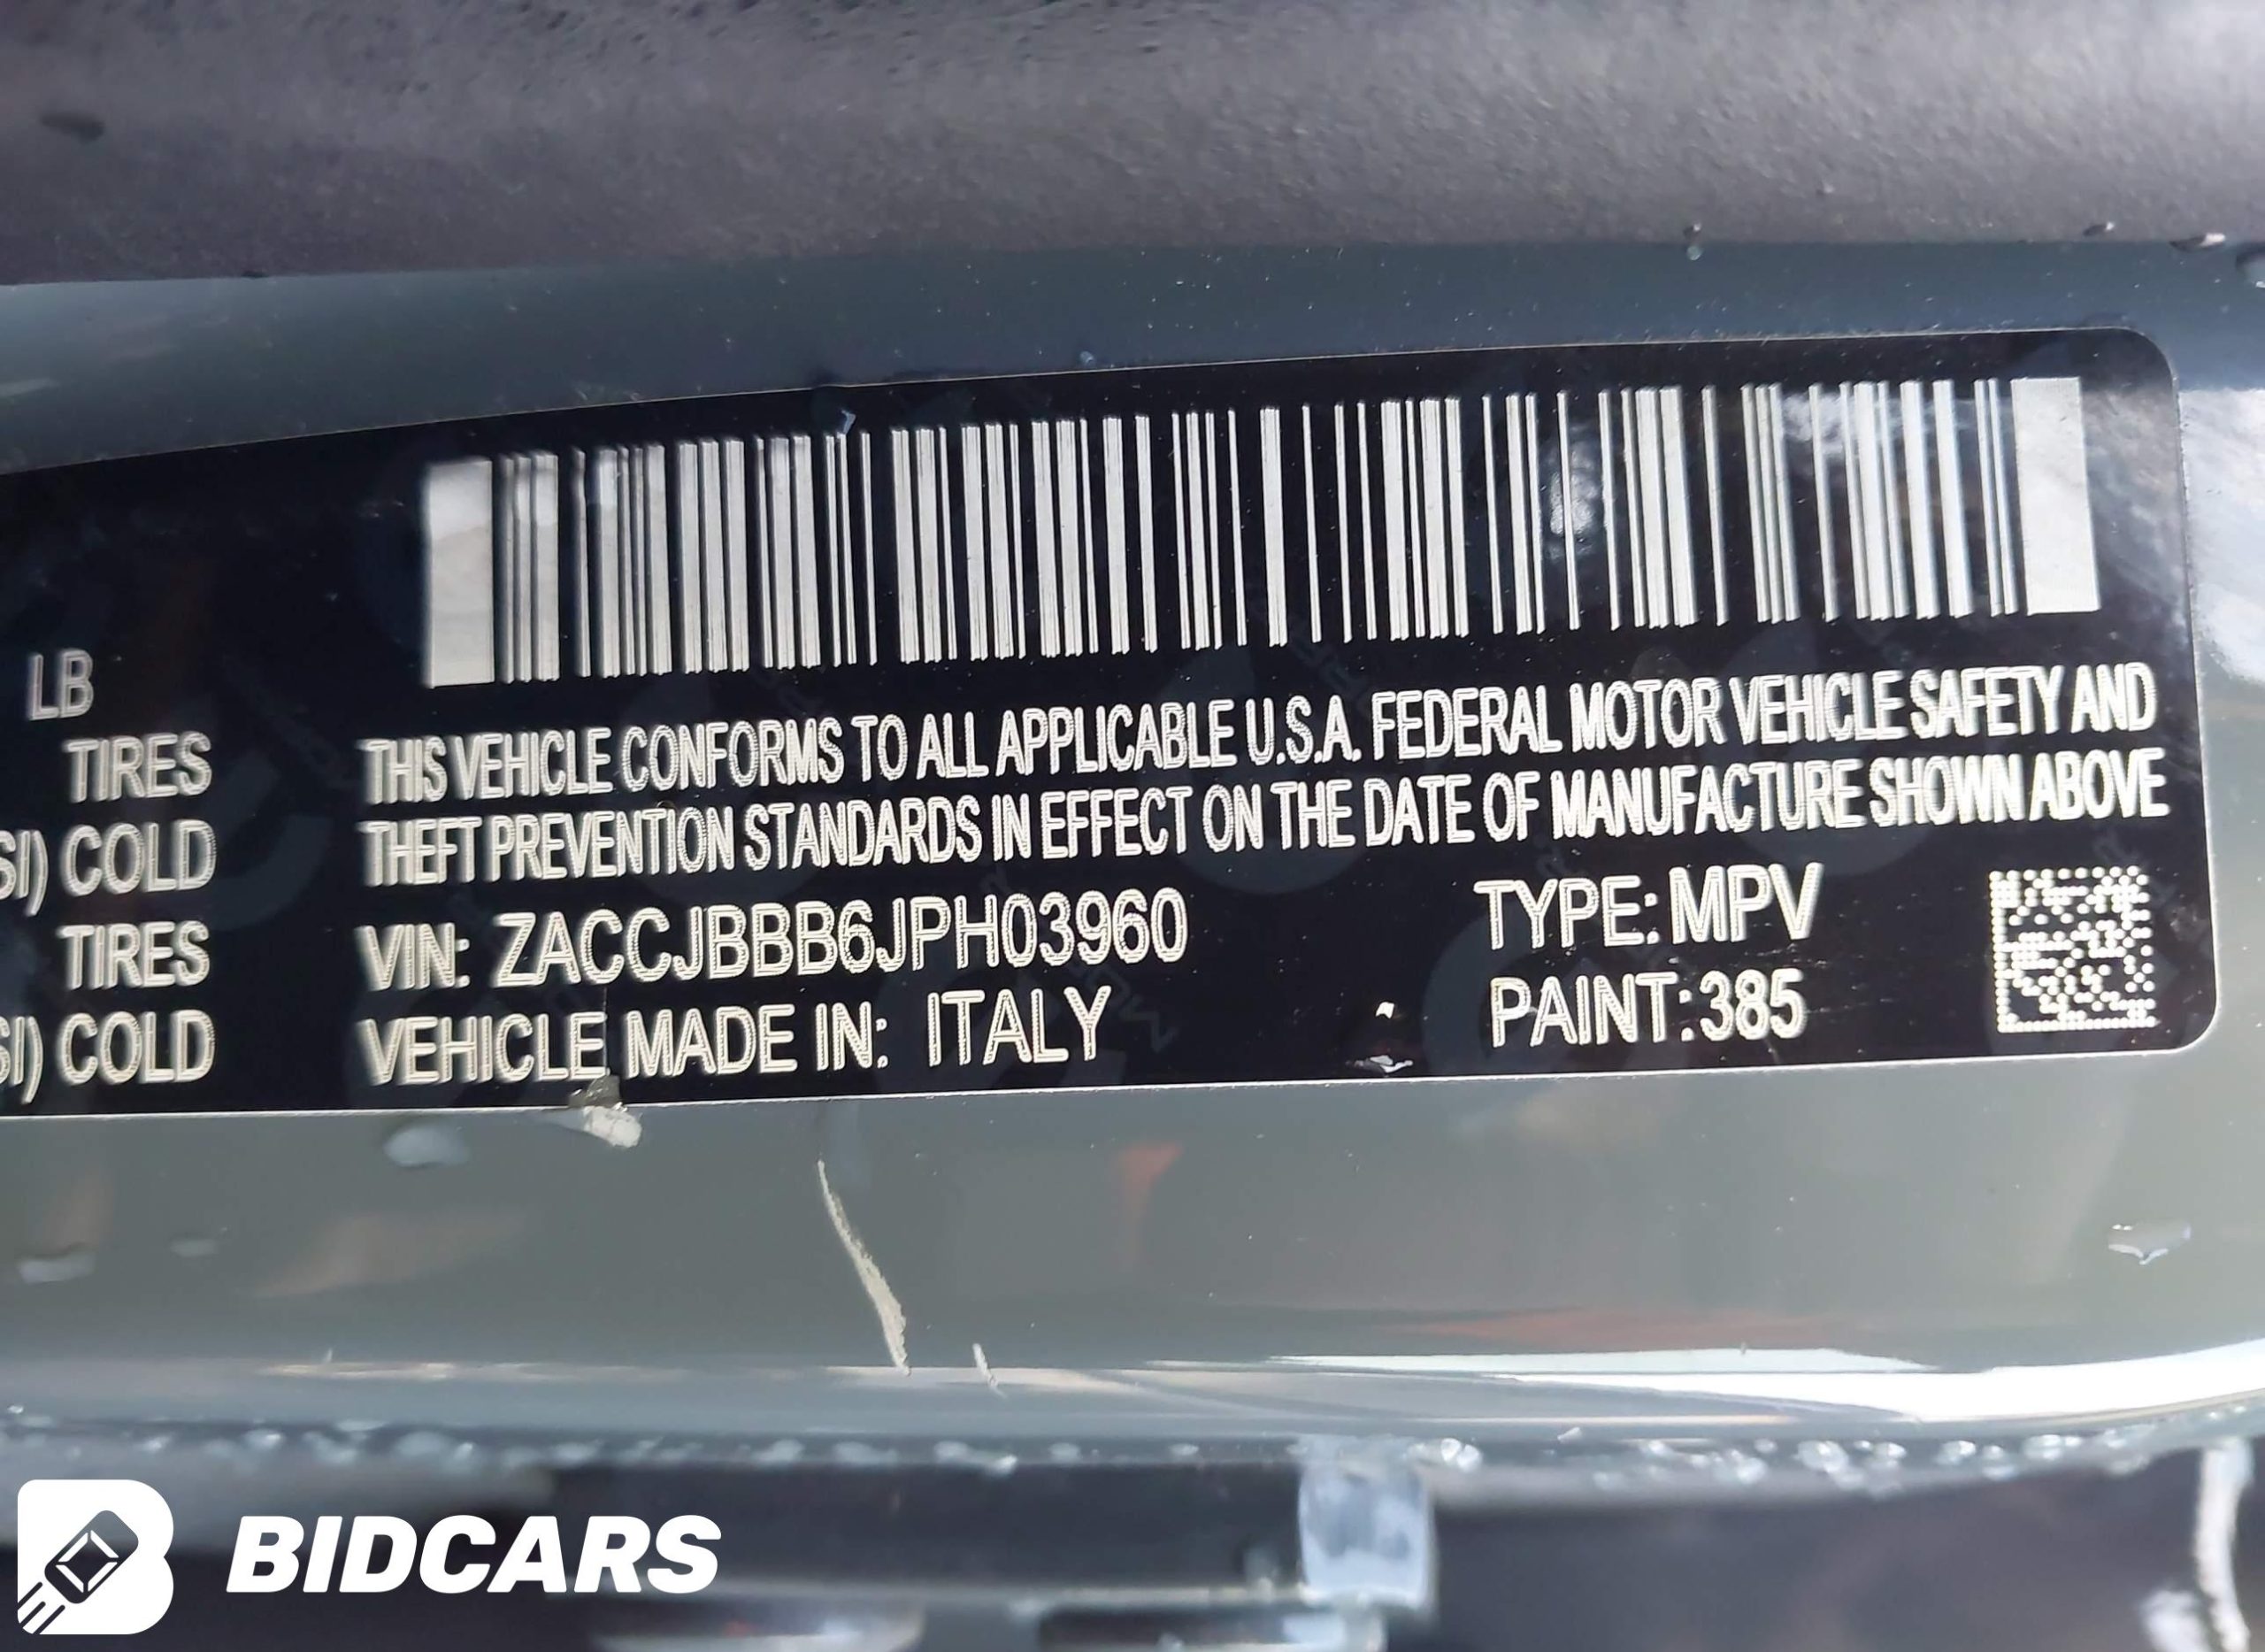 LB
TIRES
SI) COLD
TIRES
SI) COLD
THIS VEHICLE CONFORMS TO ALL APPLICABLE U.S.A. FEDERAL MOTOR VEHICLE SAFETY AND
THEFT PREVENTION STANDARDS IN EFFECT ON THE DATE OF MANUFACTURE SHOWN ABOVE
VIN: ZACCJBBB6JPH03960
TYPE: MPV
VEHICLE MADE IN: ITALY
PAINT: 385
BIDCARS